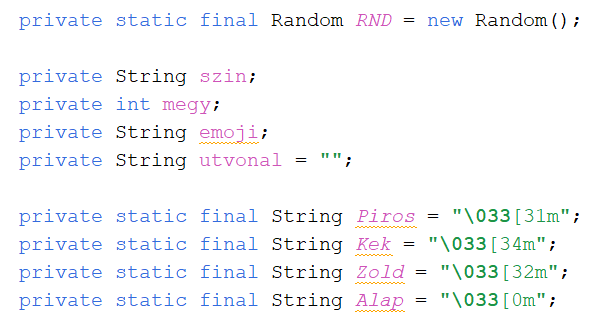 private static final Random RND = new Random();
private String szin;
private int megy;
private String emoji;
private String utvonal = "";
private static final String Piros = "\033[31m";
private static final String Kek = "\033[34m";
private static final String Zold = "\033[32m";
private static final String Alap = "\033[0m";